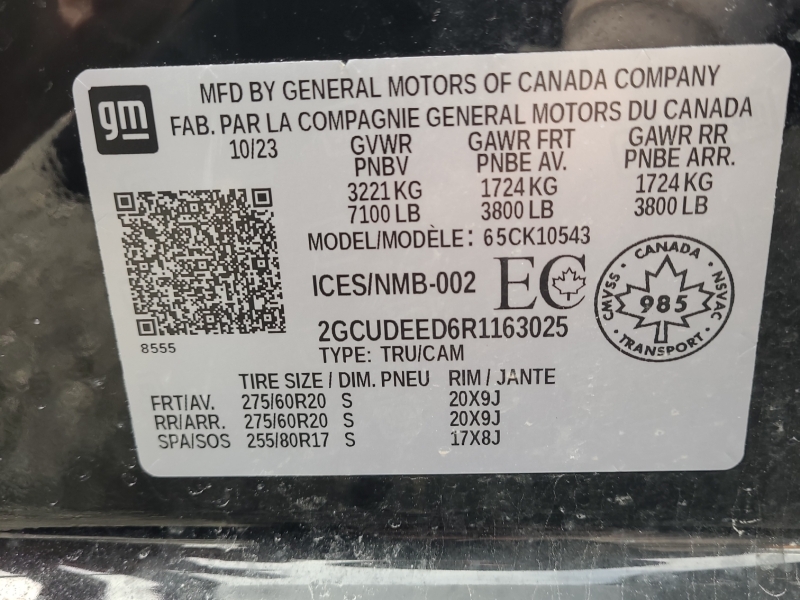 gm
MFD BY GENERAL MOTORS OF CANADA COMPANY
FAB. PAR LA COMPAGNIE GENERAL MOTORS DU CANADA
10/23 GVWR GAWR FRT GAWR RR
PNBV PNBE AV. PNBE ARR.
3221 KG 1724 KG 1724 KG
7100 LB 3800 LB 3800 LB
MODEL/MODÈLE: 65CK10543
ICES/NMB-002 EC
CANADA
CMVSS 985 NSVAC
TRANSPORT
2GCUDEED6R1163025
8555
TYPE: TRU/CAM
TIRE SIZE / DIM. PNEU RIM / JANTE
FRT/AV. 275/60R20 S 20X9J
RR/ARR. 275/60R20 S 20X9J
SPA/SOS 255/80R17 S 17X8J